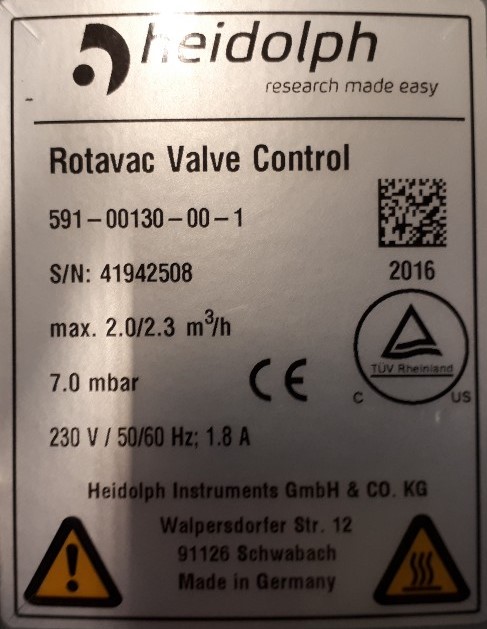 heidolph
research made easy
Rotavac Valve Control
591-00130-00-1
S/N: 41942508
2016
max. 2.0/2.3 m³/h
TÜV Rheinland
C US
7.0 mbar
CE
230 V / 50/60 Hz; 1.8 A
Heidolph Instruments GmbH & CO. KG
Walpersdorfer Str. 12
91126 Schwabach
Made in Germany